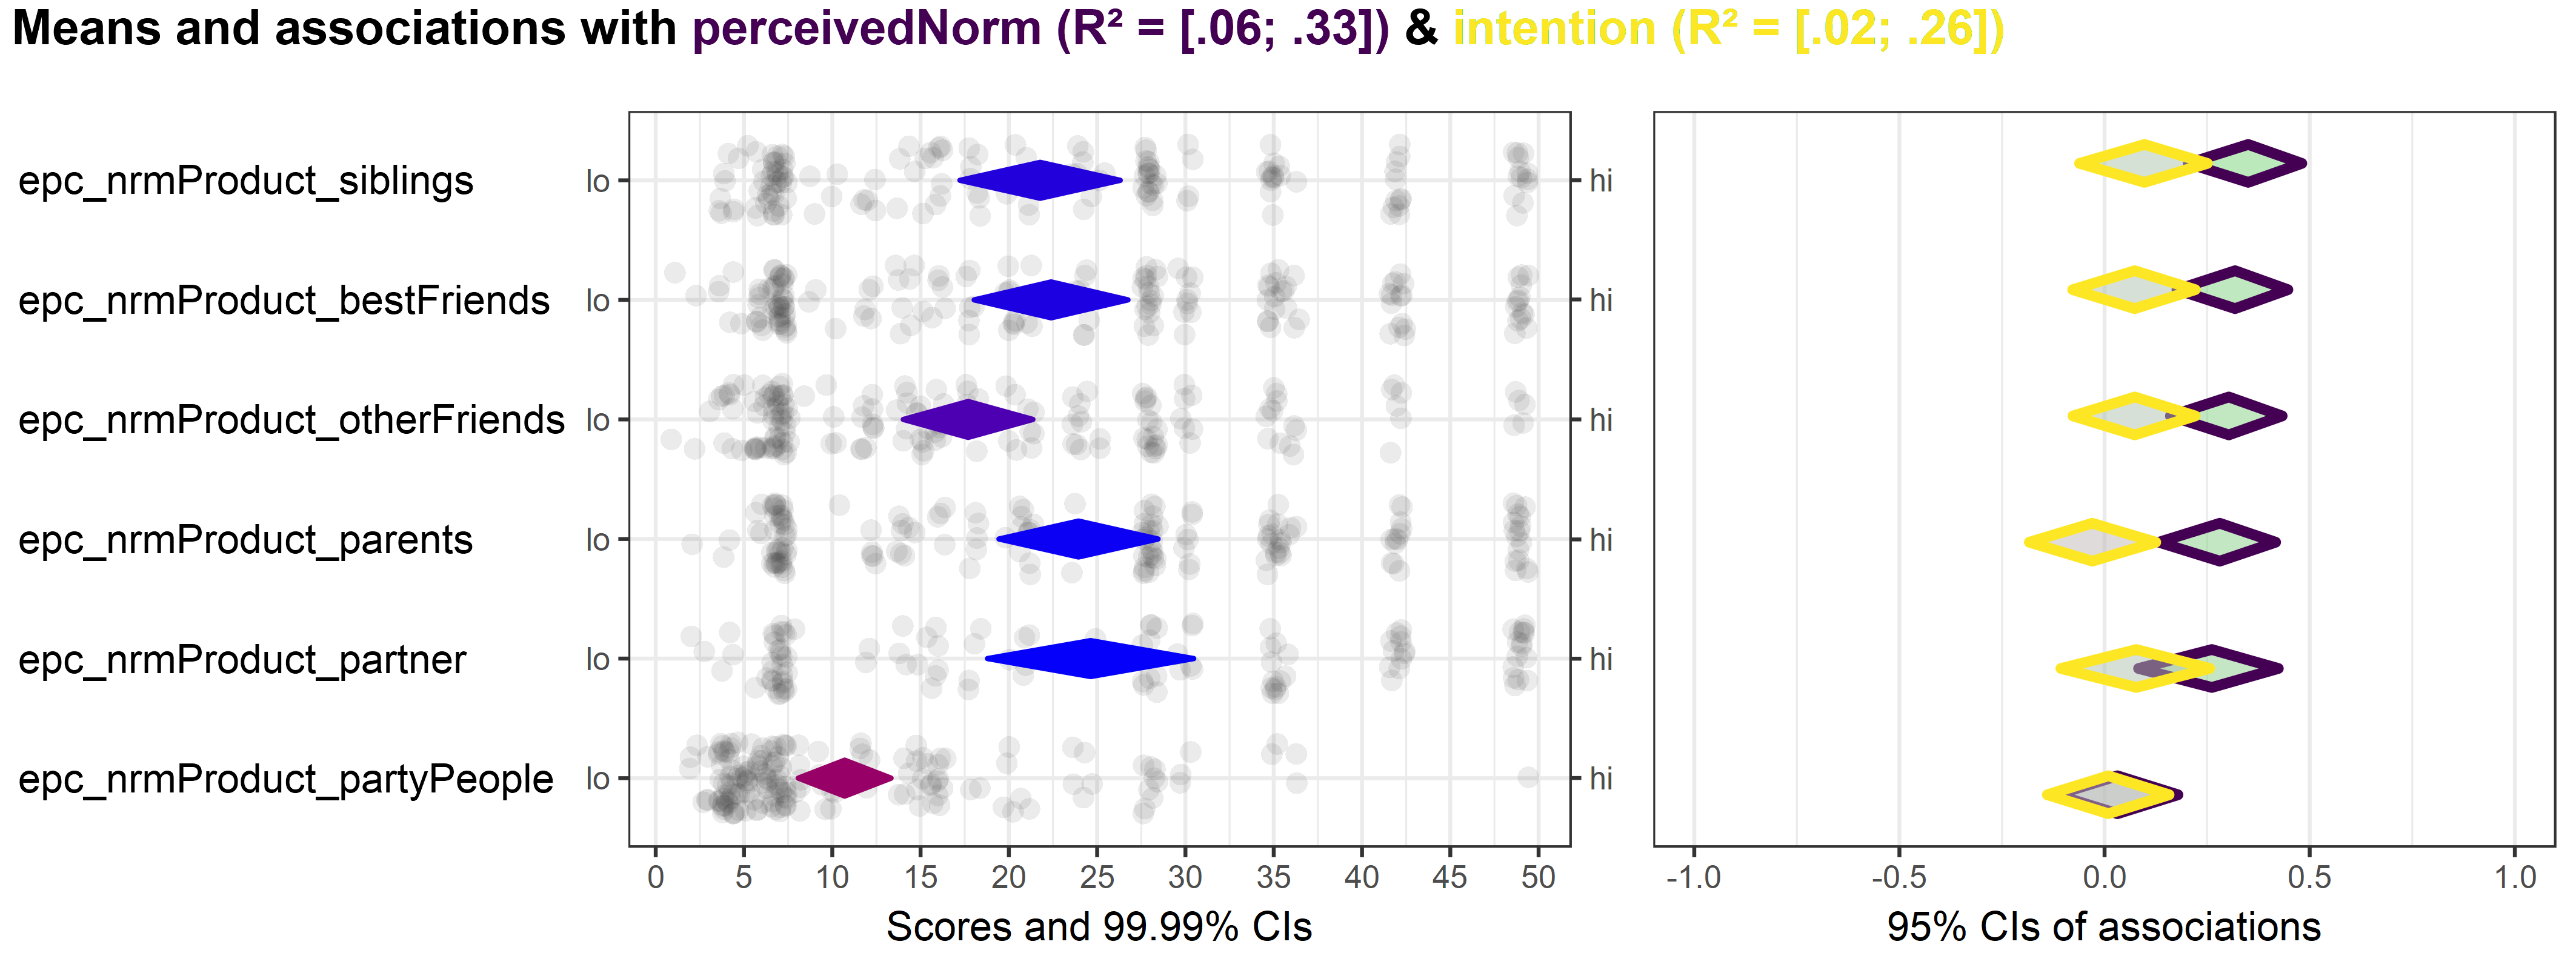 Means and associations with perceivedNorm (R² = [.06; .33]) & intention (R² = [.02; .26])
epc_nrmProduct_siblings lo hi
epc_nrmProduct_bestFriends lo hi
epc_nrmProduct_otherFriends lo hi
epc_nrmProduct_parents lo hi
epc_nrmProduct_partner lo hi
epc_nrmProduct_partyPeople lo hi
0 5 10 15 20 25 30 35 40 45 50 -1.0 -0.5 0.0 0.5 1.0
Scores and 99.99% CIs 95% CIs of associations